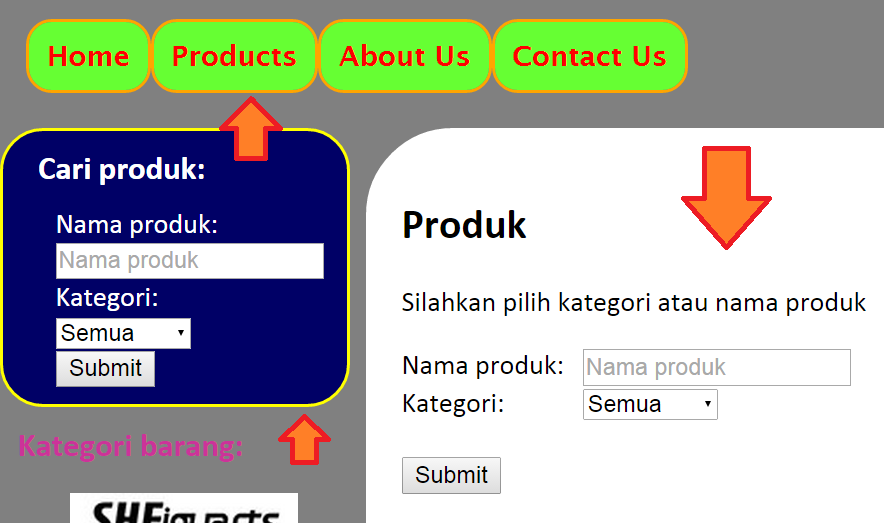 Home Products About Us Contact Us
Cari produk:
Nama produk:
Nama produk
Kategori:
Semua
Submit
Kategori barang:
Produk
Silahkan pilih kategori atau nama produk
Nama produk: Nama produk
Kategori: Semua
Submit